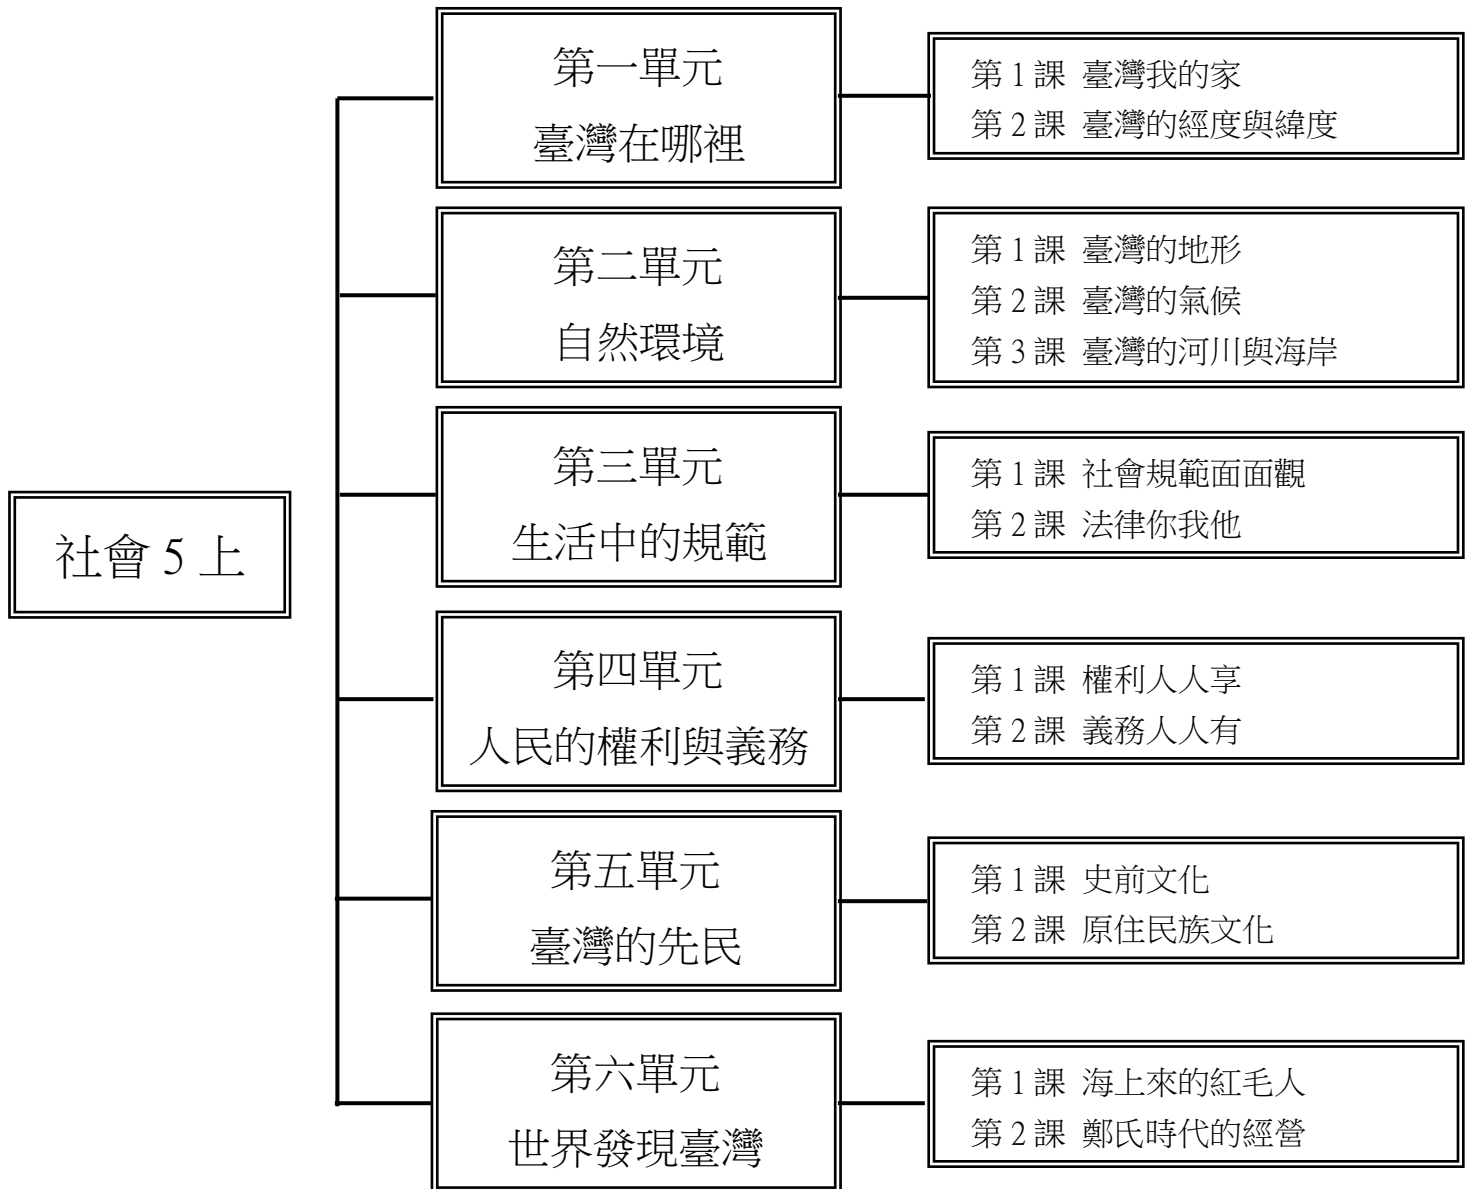 社會 5 上
第一單元
臺灣在哪裡
第 1 課 臺灣我的家
第 2 課 臺灣的經度與緯度
第二單元
自然環境
第 1 課 臺灣的地形
第 2 課 臺灣的氣候
第 3 課 臺灣的河川與海岸
第三單元
生活中的規範
第 1 課 社會規範面面觀
第 2 課 法律你我他
第四單元
人民的權利與義務
第 1 課 權利人人享
第 2 課 義務人人有
第五單元
臺灣的先民
第 1 課 史前文化
第 2 課 原住民族文化
第六單元
世界發現臺灣
第 1 課 海上來的紅毛人
第 2 課 鄭氏時代的經營